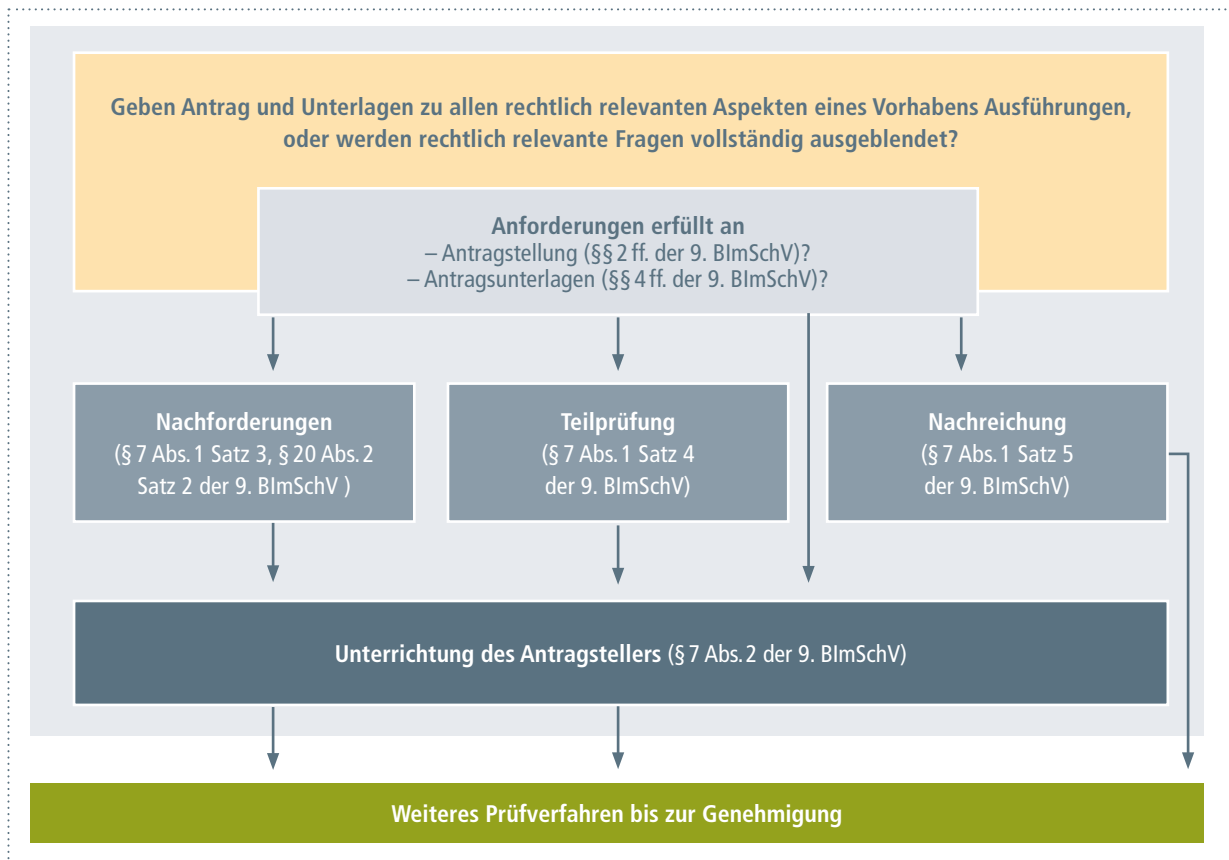 Geben Antrag und Unterlagen zu allen rechtlich relevanten Aspekten eines Vorhabens Ausführungen,
oder werden rechtlich relevante Fragen vollständig ausgeblendet?
Anforderungen erfüllt an
– Antragstellung (§§ 2 ff. der 9. BImSchV)?
– Antragsunterlagen (§§ 4 ff. der 9. BImSchV)?
Nachforderungen
(§ 7 Abs. 1 Satz 3, § 20 Abs. 2
Satz 2 der 9. BImSchV )
Teilprüfung
(§ 7 Abs. 1 Satz 4
der 9. BImSchV)
Nachreichung
(§ 7 Abs. 1 Satz 5
der 9. BImSchV)
Unterrichtung des Antragstellers (§ 7 Abs. 2 der 9. BImSchV)
Weiteres Prüfverfahren bis zur Genehmigung